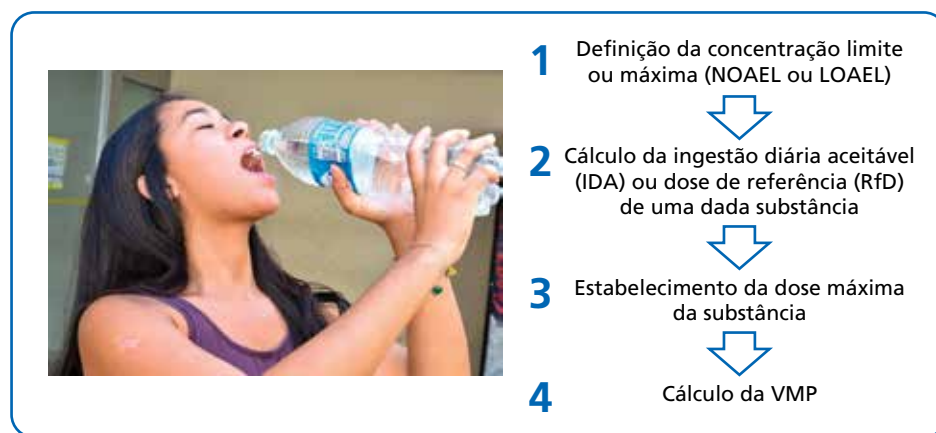 1
Definição da concentração limite
ou máxima (NOAEL ou LOAEL)
2
Cálculo da ingestão diária aceitável
(IDA) ou dose de referência (RfD)
de uma dada substância
3
Estabelecimento da dose máxima
da substância
4
Cálculo da VMP